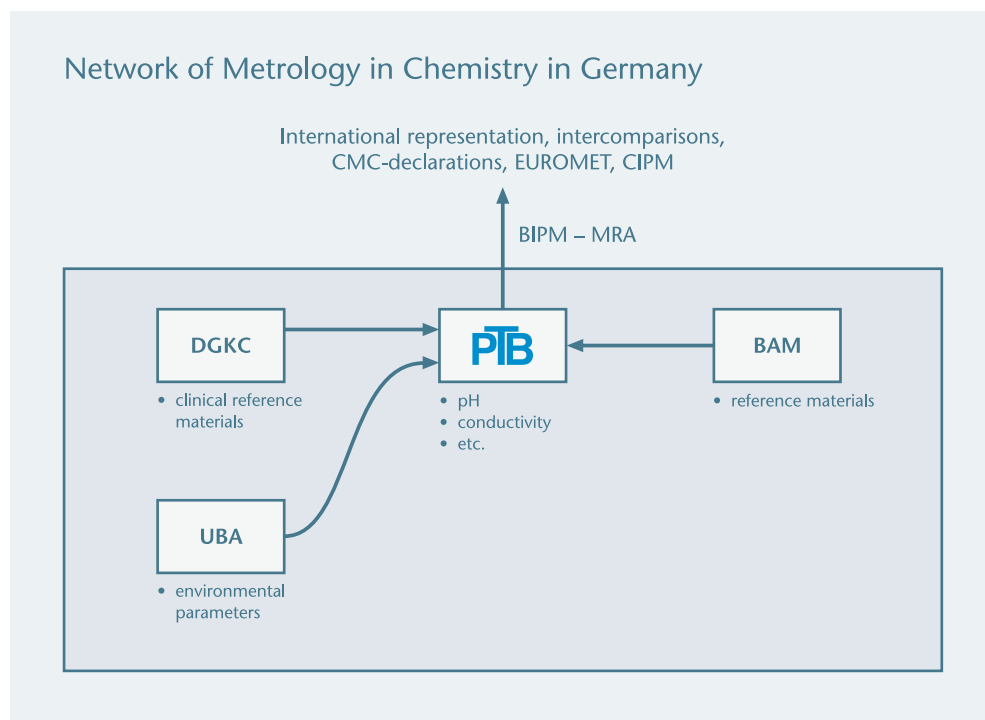 Network of Metrology in Chemistry in Germany
International representation, intercomparisons,
CMC-declarations, EUROMET, CIPM
BIPM – MRA
DGKC
• clinical reference
materials
PTB
• pH
• conductivity
• etc.
BAM
• reference materials
UBA
• environmental
parameters